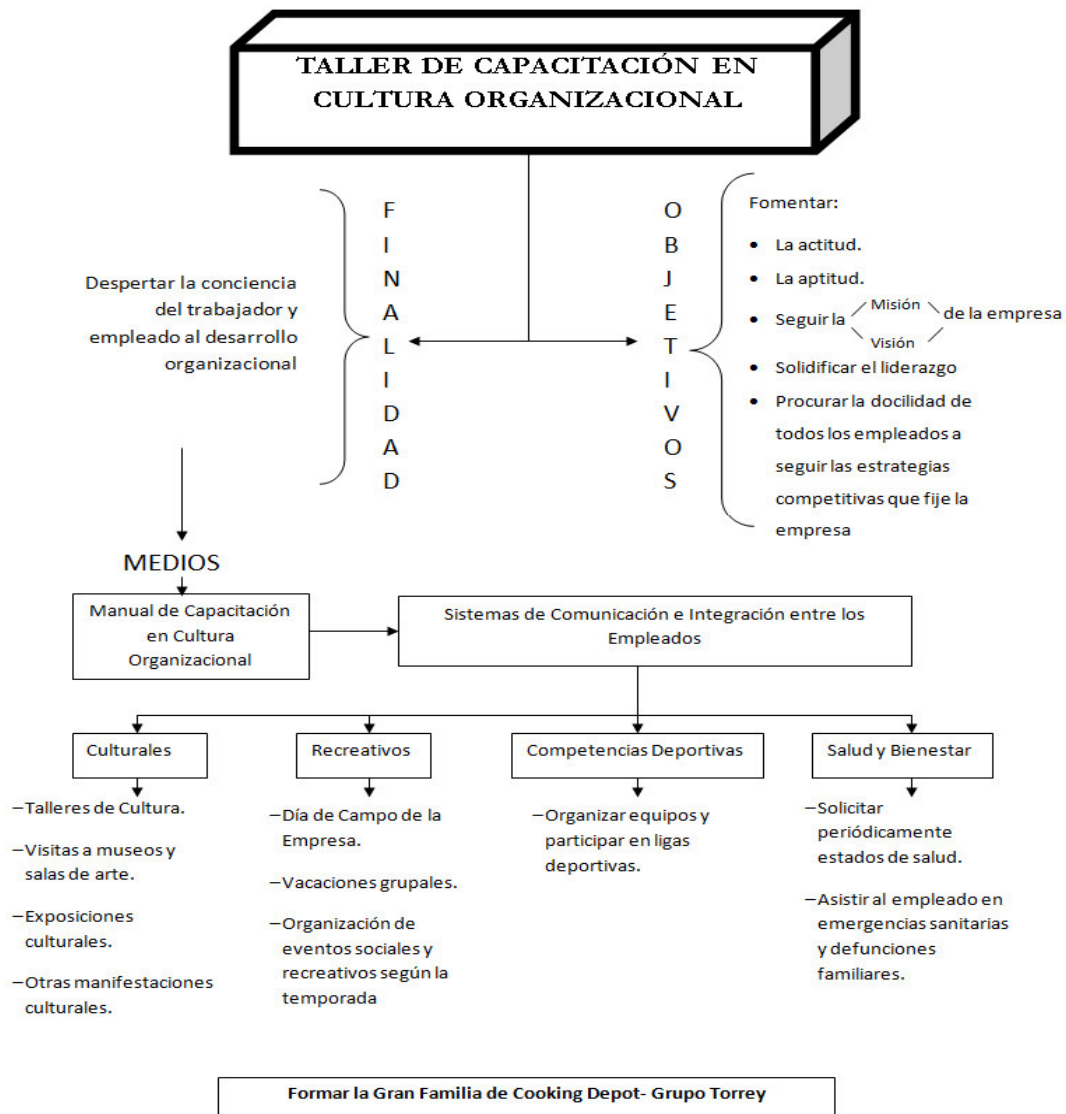 TALLER DE CAPACITACIÓN EN
CULTURA ORGANIZACIONAL
FINALIDAD
Despertar la conciencia
del trabajador y
empleado al desarrollo
organizacional
OBJETIVOS
Fomentar:
• La actitud.
• La aptitud.
• Seguir la Misión Visión de la empresa
• Solidificar el liderazgo
• Procurar la docilidad de
todos los empleados a
seguir las estrategias
competitivas que fije la
empresa
MEDIOS
Manual de Capacitación
en Cultura
Organizacional
Sistemas de Comunicación e Integración entre los
Empleados
Culturales
–Talleres de Cultura.
–Visitas a museos y
salas de arte.
–Exposiciones
culturales.
–Otras manifestaciones
culturales.
Recreativos
–Día de Campo de la
Empresa.
–Vacaciones grupales.
–Organización de
eventos sociales y
recreativos según la
temporada
Competencias Deportivas
–Organizar equipos y
participar en ligas
deportivas.
Salud y Bienestar
–Solicitar
periódicamente
estados de salud.
–Asistir al empleado en
emergencias sanitarias
y defunciones
familiares.
Formar la Gran Familia de Cooking Depot- Grupo Torrey